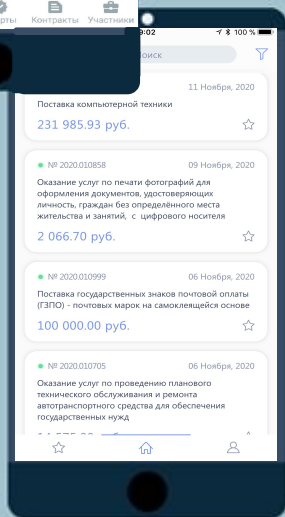 Контракты Участники
9:02 100 %
11 Ноября, 2020
Поставка компьютерной техники
231 985.93 руб.
№ 2020.010858 09 Ноября, 2020
Оказание услуг по печати фотографий для
оформления документов, удостоверяющих
личность, граждан без определённого места
жительства и занятий, с цифрового носителя
2 066.70 руб.
№ 2020.010999 06 Ноября, 2020
Поставка государственных знаков почтовой оплаты
(ГЗПО) - почтовых марок на самоклеящейся основе
100 000.00 руб.
№ 2020.010705 06 Ноября, 2020
Оказание услуг по проведению планового
технического обслуживания и ремонта
автотранспортного средства для обеспечения
государственных нужд